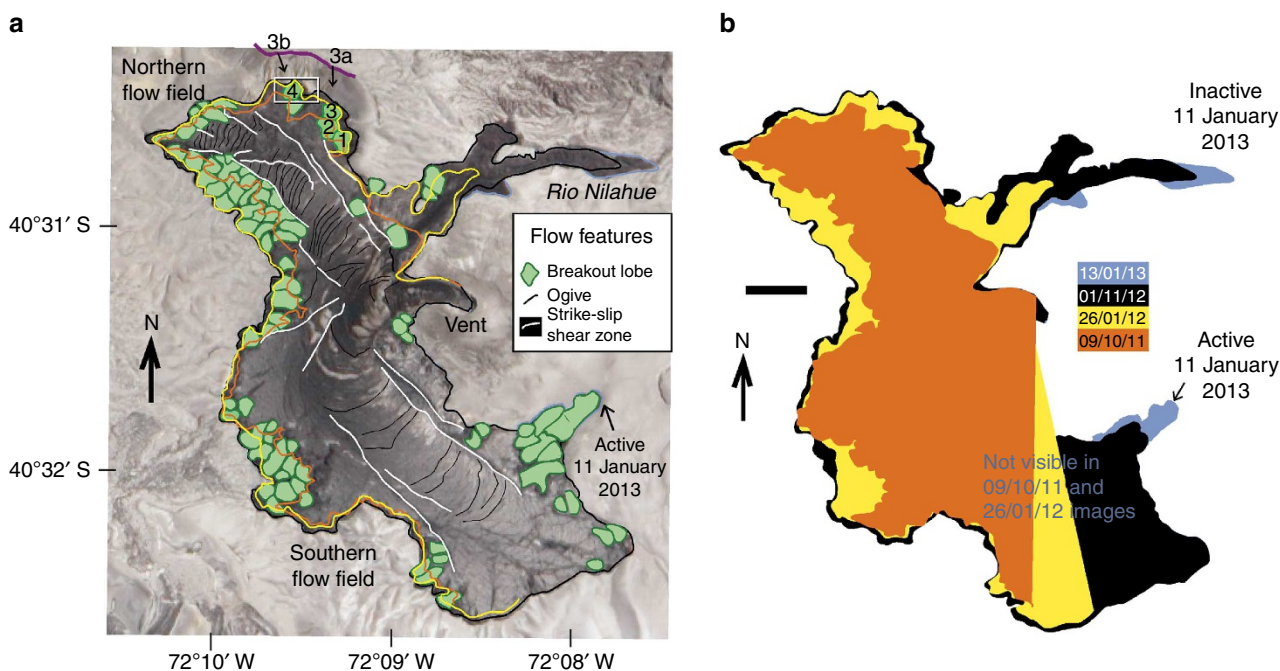 a
3b
3a
Northern
flow field
4
3
2
1
Rio Nilahue
40°31′ S
Flow features
Breakout lobe
Ogive
Strike-slip
shear zone
Vent
N
Active
11 January
2013
40°32′ S
Southern
flow field
72°10′ W
72°09′ W
72°08′ W
b
Inactive
11 January
2013
13/01/13
01/11/12
26/01/12
09/10/11
N
Active
11 January
2013
Not visible in
09/10/11 and
26/01/12 images